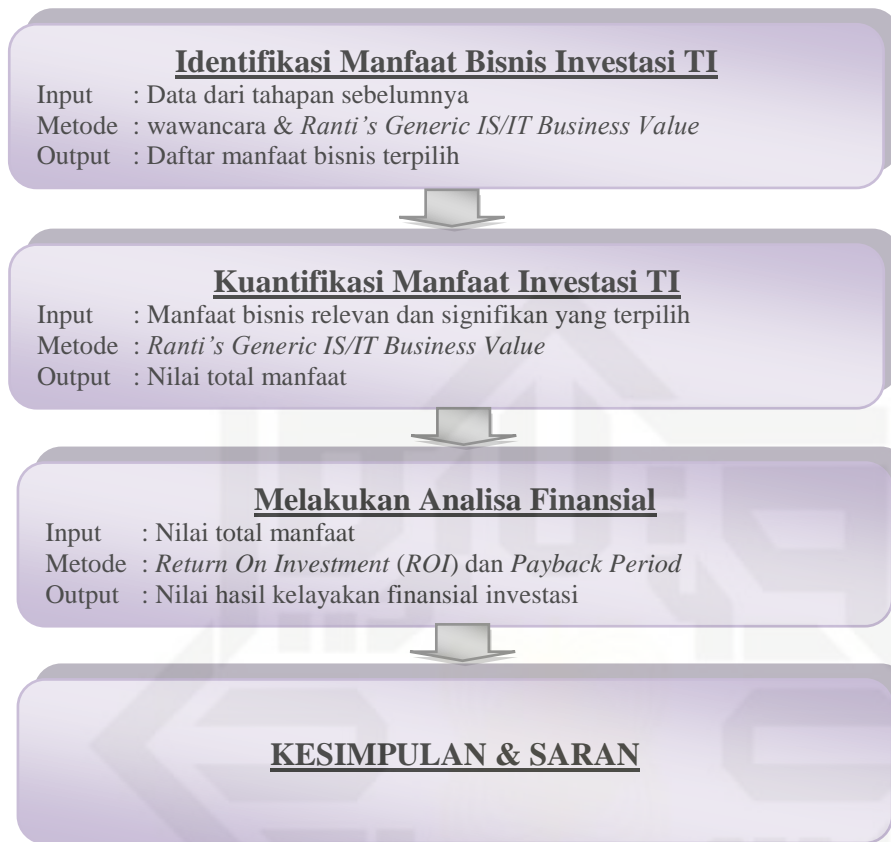 Identifikasi Manfaat Bisnis Investasi TI
Input : Data dari tahapan sebelumnya
Metode : wawancara & Ranti's Generic IS/IT Business Value
Output : Daftar manfaat bisnis terpilih
Kuantifikasi Manfaat Investasi TI
Input : Manfaat bisnis relevan dan signifikan yang terpilih
Metode : Ranti's Generic IS/IT Business Value
Output : Nilai total manfaat
Melakukan Analisa Finansial
Input : Nilai total manfaat
Metode : Return On Investment (ROI) dan Payback Period
Output : Nilai hasil kelayakan finansial investasi
KESIMPULAN & SARAN